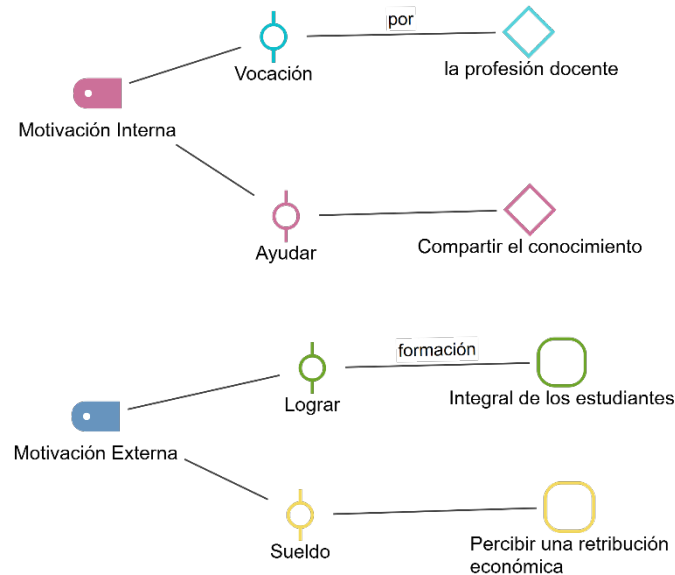 por
Vocación
la profesión docente
Motivación Interna
Ayudar
Compartir el conocimiento
formación
Lograr
Integral de los estudiantes
Motivación Externa
Sueldo
Percibir una retribución
económica